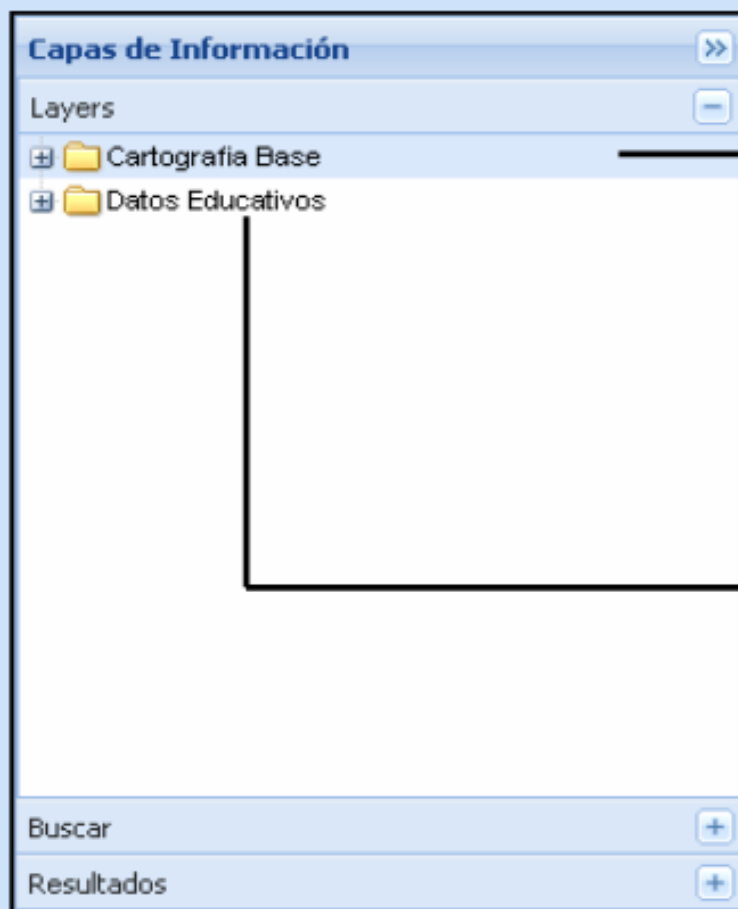 Capas de Información
Layers
Cartografia Base
Datos Educativos
Buscar
Resultados